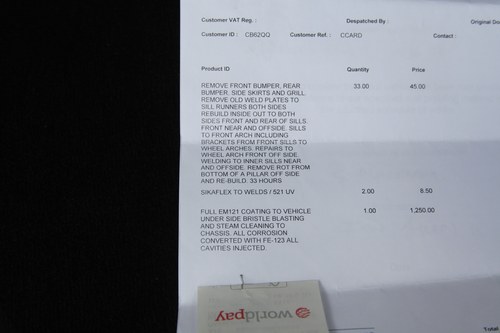 Customer VAT Reg. : Despatched By : Original Do
Customer ID : CB62QQ Customer Ref. : CCARD Contact :
Product ID Quantity Price
REMOVE FRONT BUMPER, REAR 33.00 45.00
BUMPER, SIDE SKIRTS AND GRILL.
REMOVE OLD WELD PLATES TO
SILL RUNNERS BOTH SIDES
REBUILD INSIDE OUT TO BOTH
SIDES FRONT AND REAR OF SILLS.
FRONT NEAR AND OFFSIDE. SILLS
TO FRONT ARCH INCLUDING
BRACKETS FROM FRONT SILLS TO
WHEEL ARCHES. REPAIRS TO
WHEEL ARCH FRONT OFF SIDE.
WELDING TO INNER SILLS NEAR
AND OFFSIDE. REMOVE ROT FROM
BOTTOM OF A PILLAR OFF SIDE
AND RE-BUILD. 33 HOURS
SIKAFLEX TO WELDS / 521 UV 2.00 8.50
FULL EM121 COATING TO VEHICLE 1.00 1,250.00
UNDER SIDE BRISTLE BLASTING
AND STEAM CLEANING TO
CHASSIS. ALL CORROSION
CONVERTED WITH FE-123 ALL
CAVITIES INJECTED
worldpay